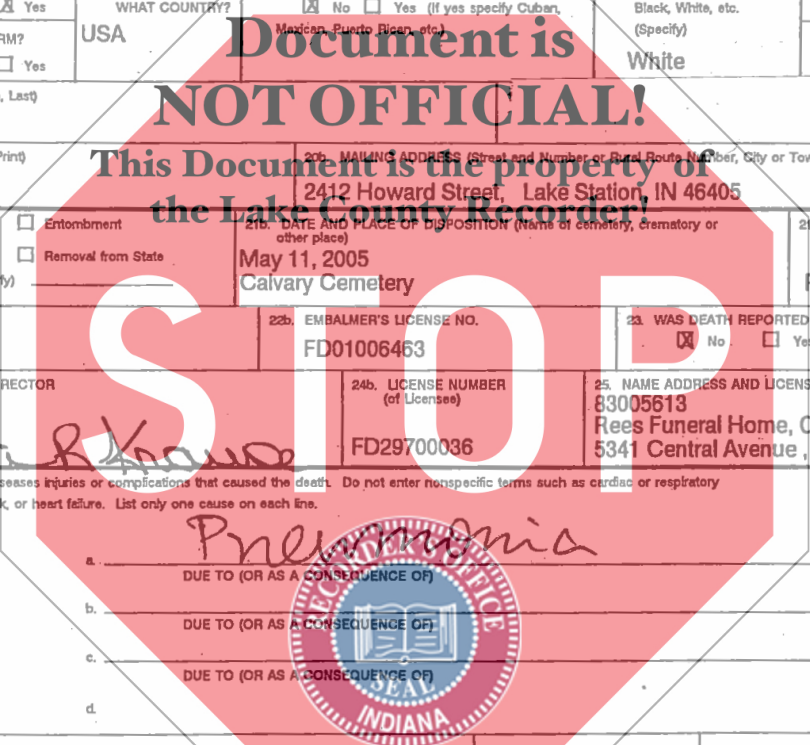 Yes WHAT COUNTRY? No Yes (If yes specify Cuban, Black, White, etc.
RM? USA Mexican, Puerto Rican, etc.) (Specify)
Yes White
Document is
NOT OFFICIAL!
, Last)
This Document is the property of
the Lake County Recorder!
Print) 20b. MAILING ADDRESS (Street and Number or Rural Route Number, City or Tow
2412 Howard Street, Lake Station, IN 46405
Entombment 21b. DATE AND PLACE OF DISPOSITION (Name of cemetery, crematory or
other place)
Removal from State May 11, 2005
fy) Calvary Cemetery
STOP
22b. EMBALMER'S LICENSE NO. 23. WAS DEATH REPORTED
FD01006463 No Yes
RECTOR 24b. LICENSE NUMBER 25. NAME ADDRESS AND LICENS
(of Licensee) 83005613
R Krause Rees Funeral Home, C
FD29700036 5341 Central Avenue ,
seases injuries or complications that caused the death. Do not enter nonspecific terms such as cardiac or respiratory
k, or heart failure. List only one cause on each line.
a. Pneumonia
DUE TO (OR AS A CONSEQUENCE OF)
b.
DUE TO (OR AS A CONSEQUENCE OF)
c.
DUE TO (OR AS A CONSEQUENCE OF)
d.
RECORDER'S OFFICE
SEAL
INDIANA